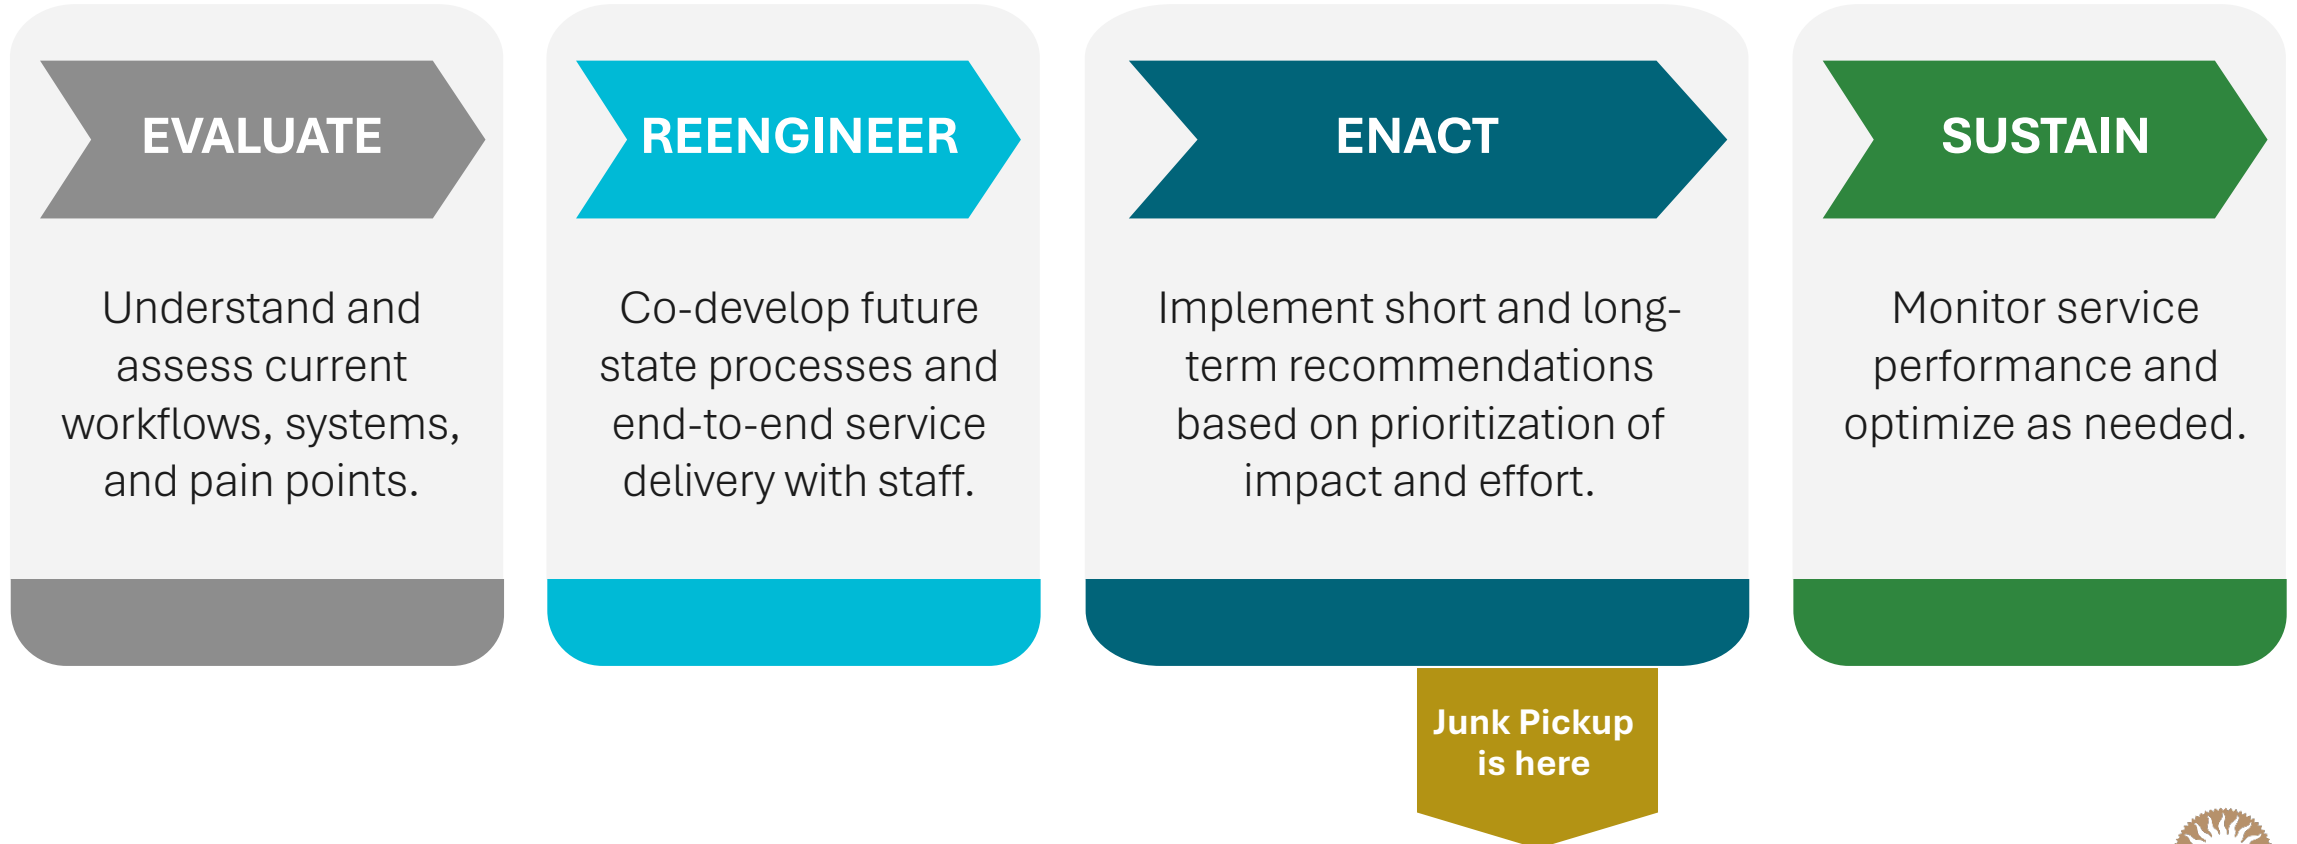 EVALUATE
Understand and
assess current
workflows, systems,
and pain points.
REENGINEER
Co-develop future
state processes and
end-to-end service
delivery with staff.
ENACT
Implement short and long-
term recommendations
based on prioritization of
impact and effort.
SUSTAIN
Monitor service
performance and
optimize as needed.
Junk Pickup
is here